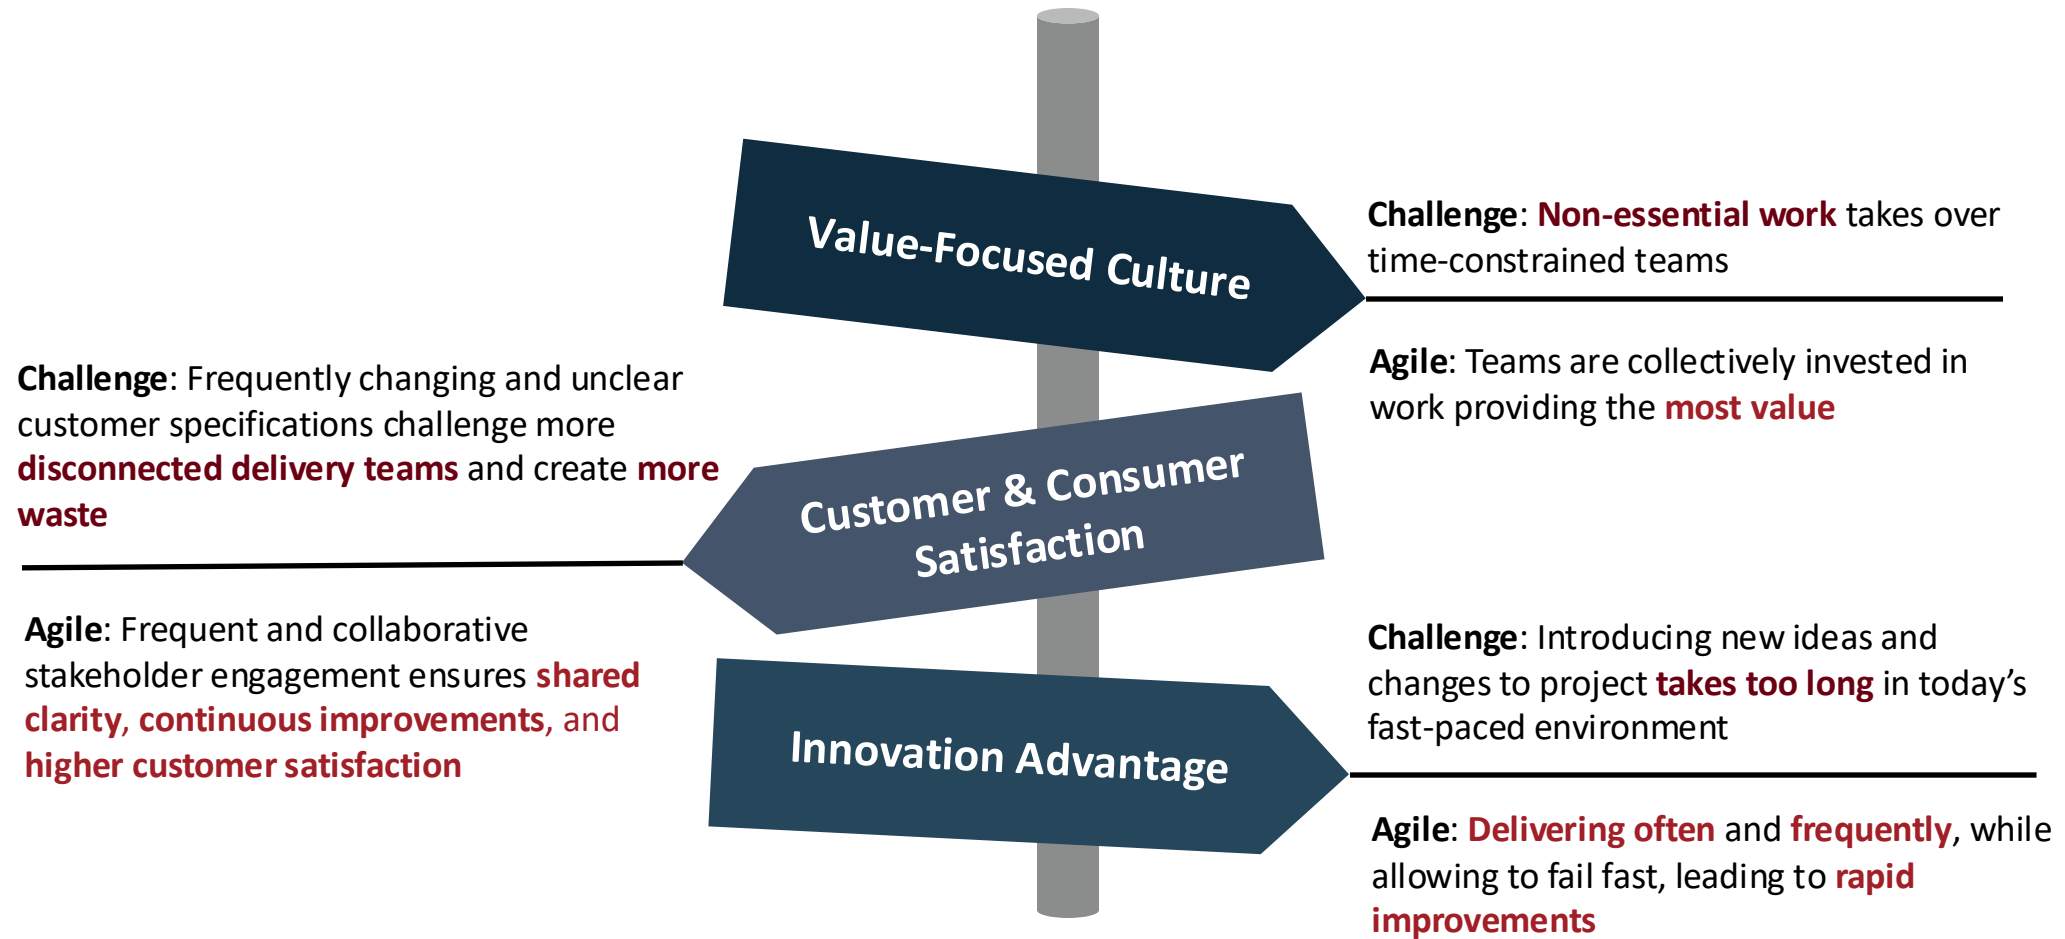 Value-Focused Culture
Challenge: Non-essential work takes over
time-constrained teams
Agile: Teams are collectively invested in
work providing the most value
Customer & Consumer
Satisfaction
Challenge: Frequently changing and unclear
customer specifications challenge more
disconnected delivery teams and create more
waste
Agile: Frequent and collaborative
stakeholder engagement ensures shared
clarity, continuous improvements, and
higher customer satisfaction
Innovation Advantage
Challenge: Introducing new ideas and
changes to project takes too long in today’s
fast-paced environment
Agile: Delivering often and frequently, while
allowing to fail fast, leading to rapid
improvements